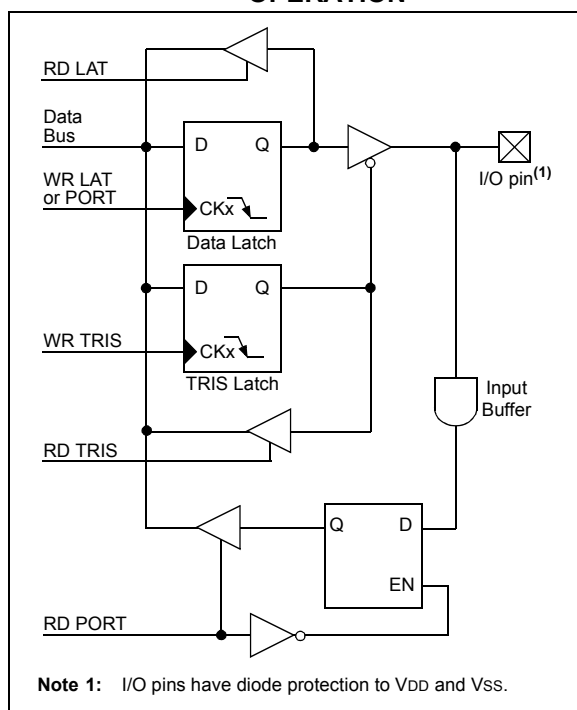 OPERATION
RD LAT
Data
Bus
D Q
I/O pin(1)
WR LAT
or PORT
CKx
Data Latch
D Q
WR TRIS
CKx
TRIS Latch
Input
Buffer
RD TRIS
Q D
EN
RD PORT
Note 1: I/O pins have diode protection to VDD and VSS.